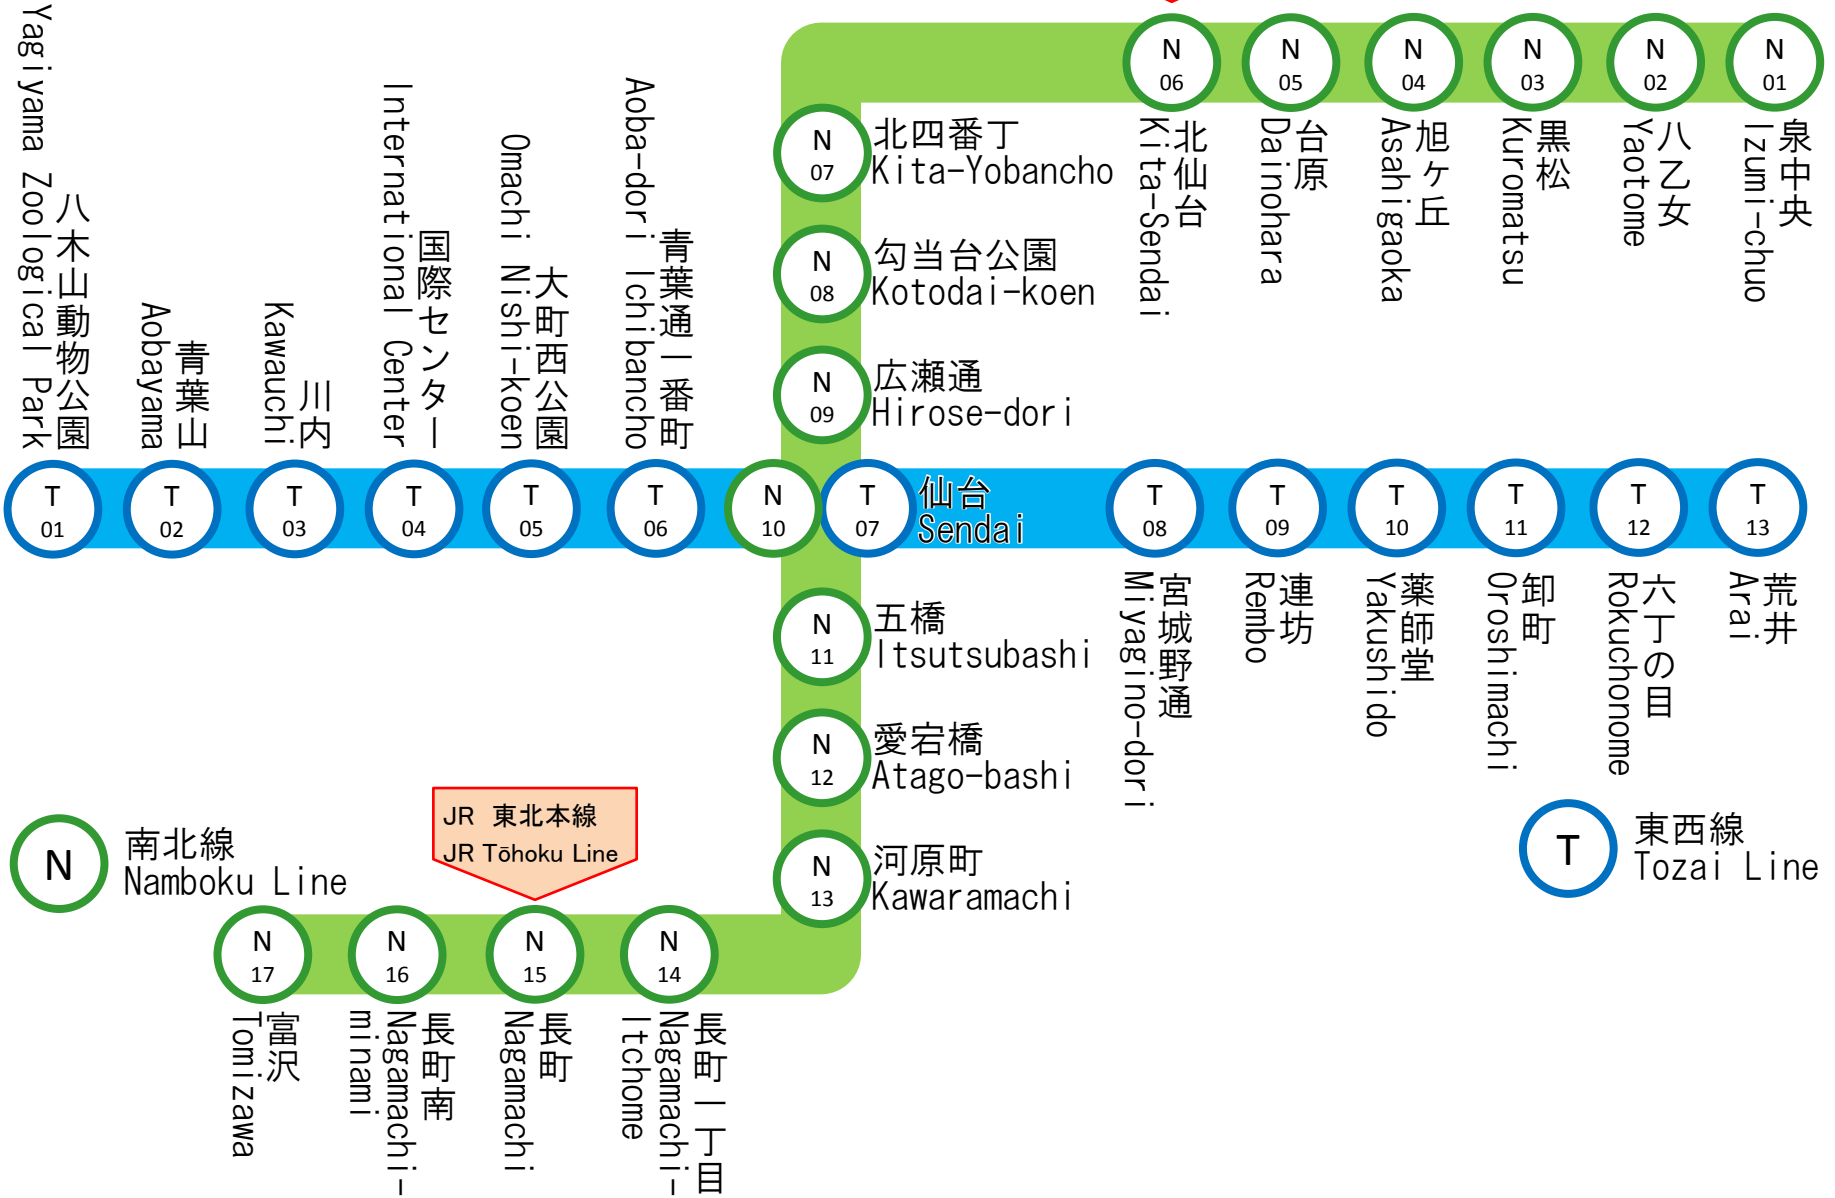 N
06
北仙台
Kita-Sendai
N
05
台原
Dainohara
N
04
旭ヶ丘
Asahigaoka
N
03
黒松
Kuromatsu
N
02
八乙女
Yaotome
N
01
泉中央
Izumi-chuo
N
07
北四番丁
Kita-Yobancho
N
08
勾当台公園
Kotodai-koen
N
09
広瀬通
Hirose-dori
八木山動物公園
Yagiyama Zoological Park
T
01
青葉山
Aobayama
T
02
川内
Kawauchi
T
03
国際センター
International Center
T
04
大町西公園
Omachi Nishi-koen
T
05
青葉通一番町
Aoba-dori Ichibancho
T
06
N
10
T
07
仙台
Sendai
T
08
宮城野通
Miyagino-dori
T
09
連坊
Rembo
T
10
薬師堂
Yakushido
T
11
卸町
Oroshimachi
T
12
六丁の目
Rokuchonome
T
13
荒井
Arai
N
11
五橋
Itsutsubashi
N
12
愛宕橋
Atago-bashi
N
13
河原町
Kawaramachi
N
南北線
Namboku Line
JR 東北本線
JR Tōhoku Line
T
東西線
Tozai Line
N
17
富沢
Tomizawa
N
16
長町南
Nagamachi-
minami
N
15
長町
Nagamachi
N
14
長町一丁目
Nagamachi-
Itchome